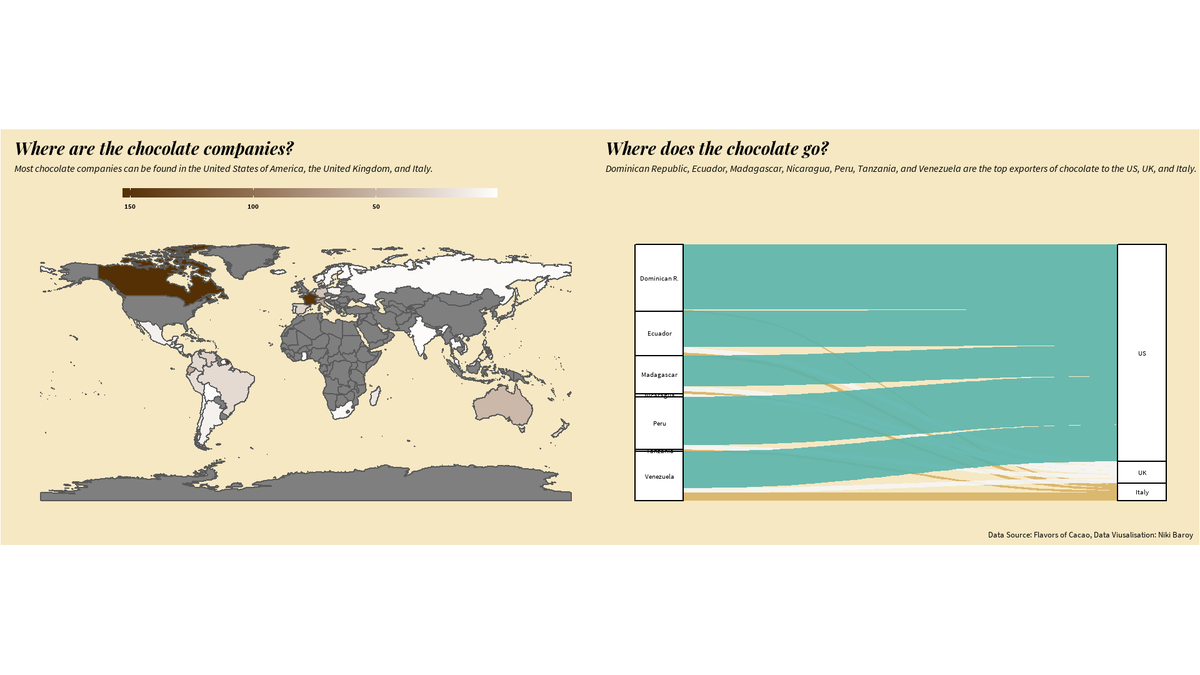 Where are the chocolate companies?
Most chocolate companies can be found in the United States of America, the United Kingdom, and Italy.
150 100 50
Where does the chocolate go?
Dominican Republic, Ecuador, Madagascar, Nicaragua, Peru, Tanzania, and Venezuela are the top exporters of chocolate to the US, UK, and Italy.
Dominican R.
Ecuador
Madagascar
Nicaragua
Peru
Tanzania
Venezuela
US
UK
Italy
Data Source: Flavors of Cacao, Data Viusalisation: Niki Baroy